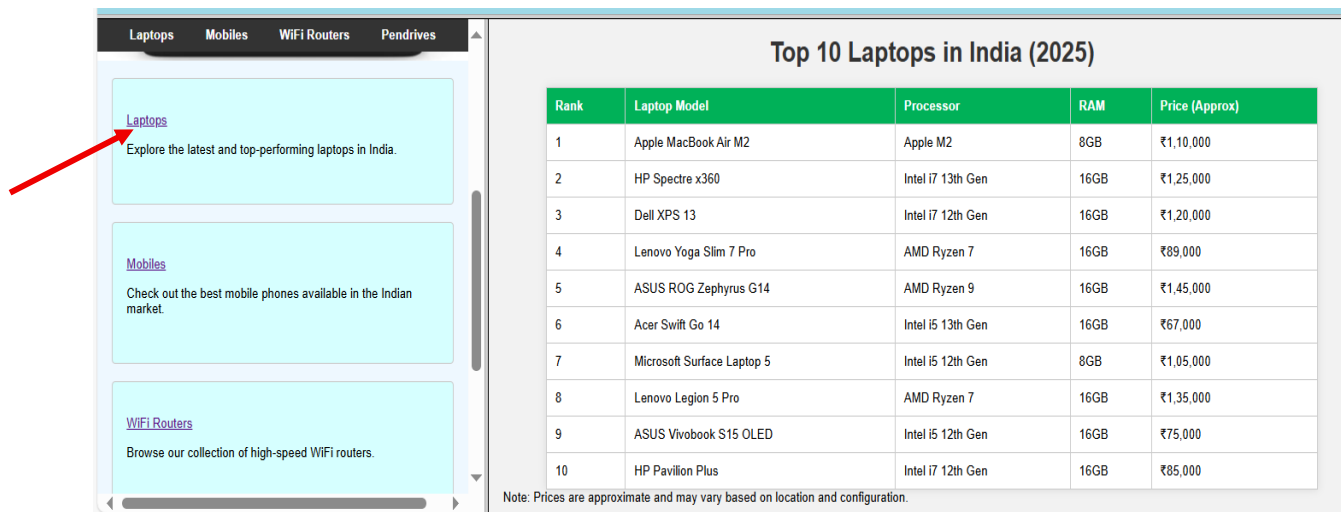 Laptops Mobiles WiFi Routers Pendrives
Laptops
Explore the latest and top-performing laptops in India.
Mobiles
Check out the best mobile phones available in the Indian
market.
WiFi Routers
Browse our collection of high-speed WiFi routers.
Top 10 Laptops in India (2025)
Rank Laptop Model Processor RAM Price (Approx)
1 Apple MacBook Air M2 Apple M2 8GB ₹1,10,000
2 HP Spectre x360 Intel i7 13th Gen 16GB ₹1,25,000
3 Dell XPS 13 Intel i7 12th Gen 16GB ₹1,20,000
4 Lenovo Yoga Slim 7 Pro AMD Ryzen 7 16GB ₹89,000
5 ASUS ROG Zephyrus G14 AMD Ryzen 9 16GB ₹1,45,000
6 Acer Swift Go 14 Intel i5 13th Gen 16GB ₹67,000
7 Microsoft Surface Laptop 5 Intel i5 12th Gen 8GB ₹1,05,000
8 Lenovo Legion 5 Pro AMD Ryzen 7 16GB ₹1,35,000
9 ASUS Vivobook S15 OLED Intel i5 12th Gen 16GB ₹75,000
10 HP Pavilion Plus Intel i7 12th Gen 16GB ₹85,000
Note: Prices are approximate and may vary based on location and configuration.